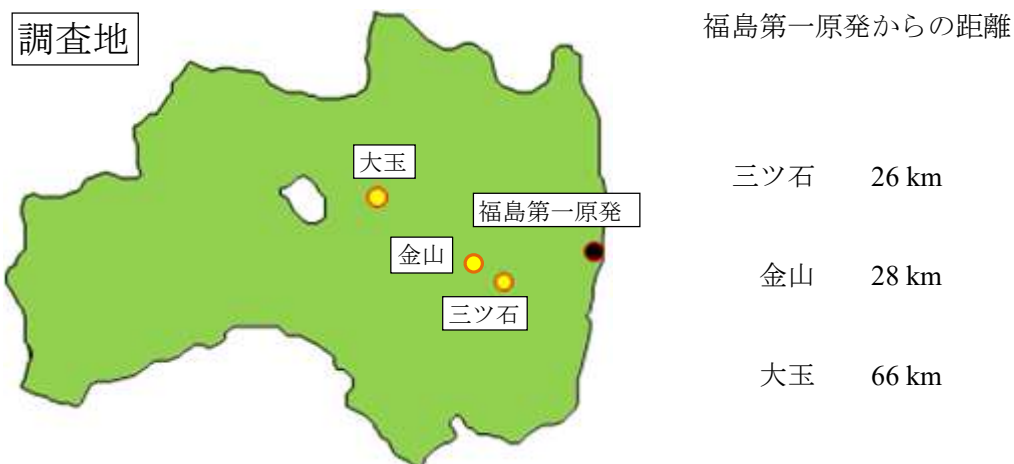 調査地
福島第一原発からの距離
大玉
福島第一原発
金山
三ツ石
三ツ石 26 km
金山 28 km
大玉 66 km